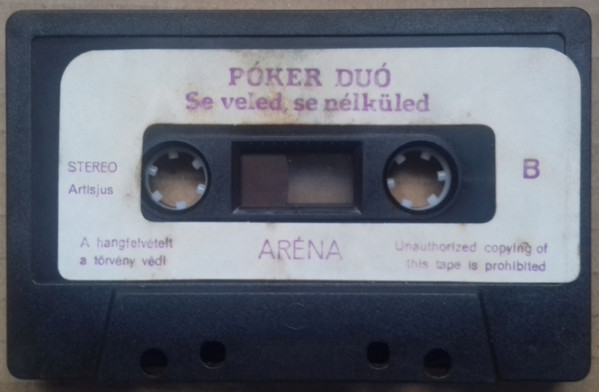 PÓKER DUÓ
Se veled, se nélküled
STEREO
Artisjus
B
A hangfelvételt
a törvény védi
ARÉNA
Unauthorized copying of
this tape is prohibited